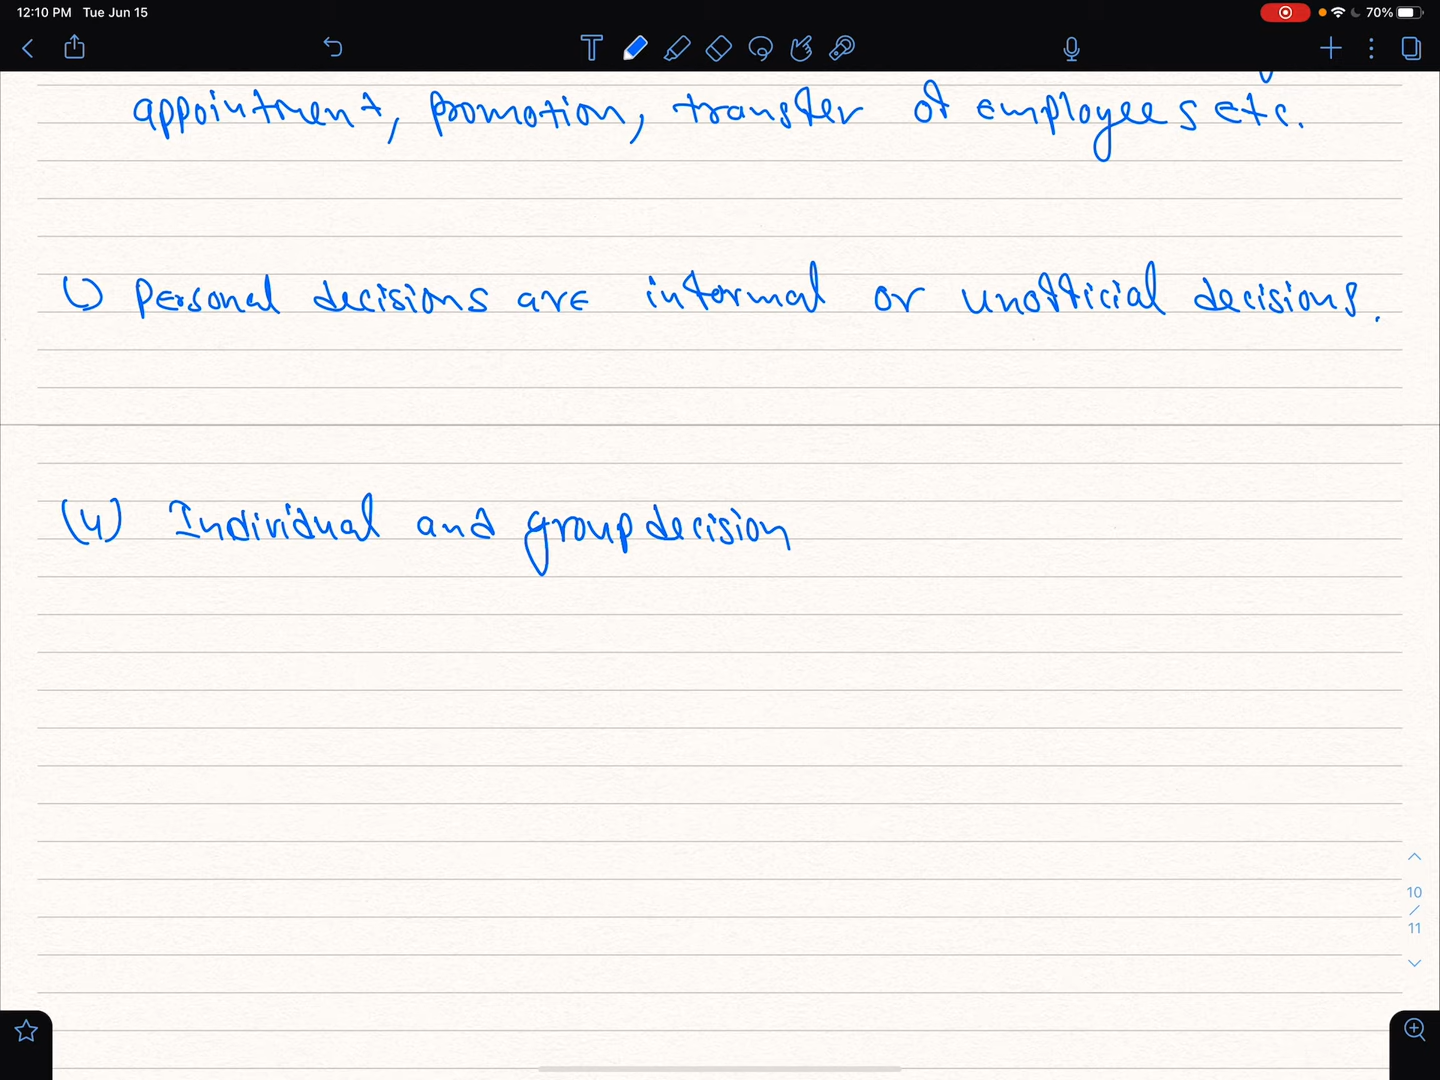 12:10 PM Tue Jun 15 70%
appointment, promotion, transfer of employees etc.
Personal decisions are informal or unofficial decisions.
(4) Individual and group decision
10
/
11